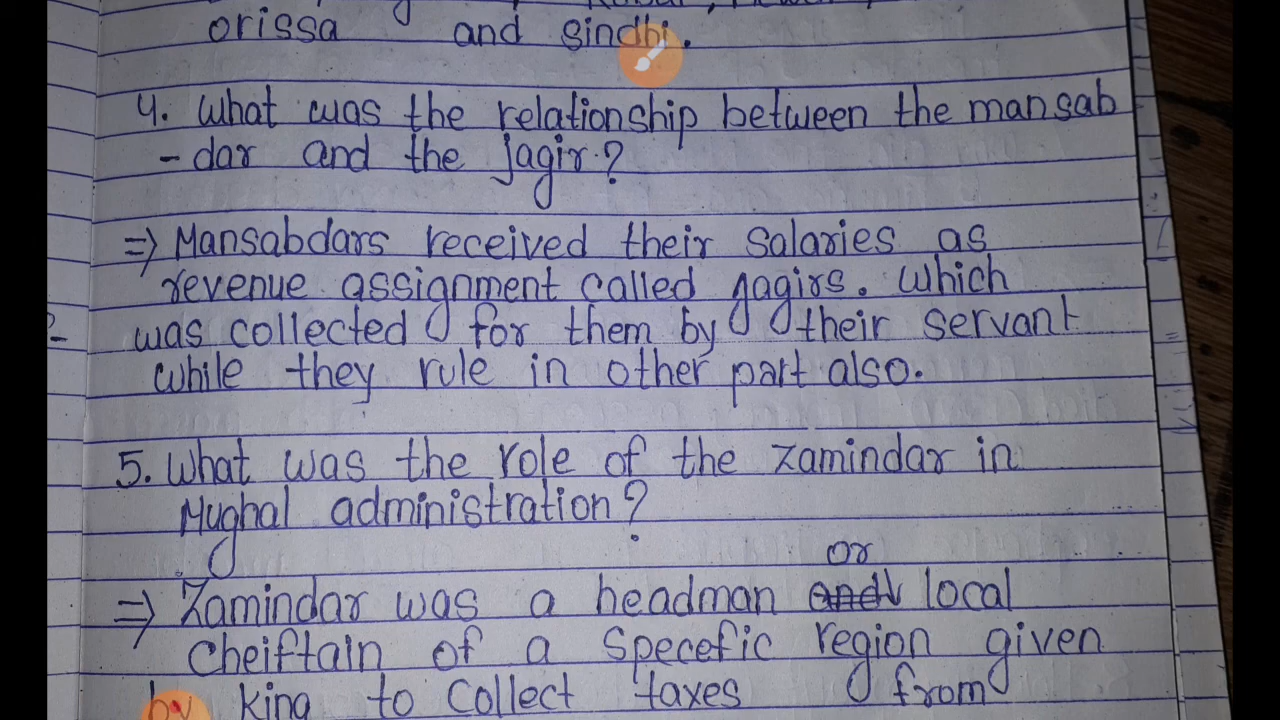 orissa and sindhi.
4. What was the relationship between the mansab
-dar and the jagir.?
=> Mansabdars received their salaries as
revenue assignment called gagirs. Which
was collected for them by their servant
while they rule in other part also.
5. What was the role of the zamindar in
Mughal administration?
or
=> Zamindar was a headman and local
cheiftain of a specefic region given
by king to collect taxes from